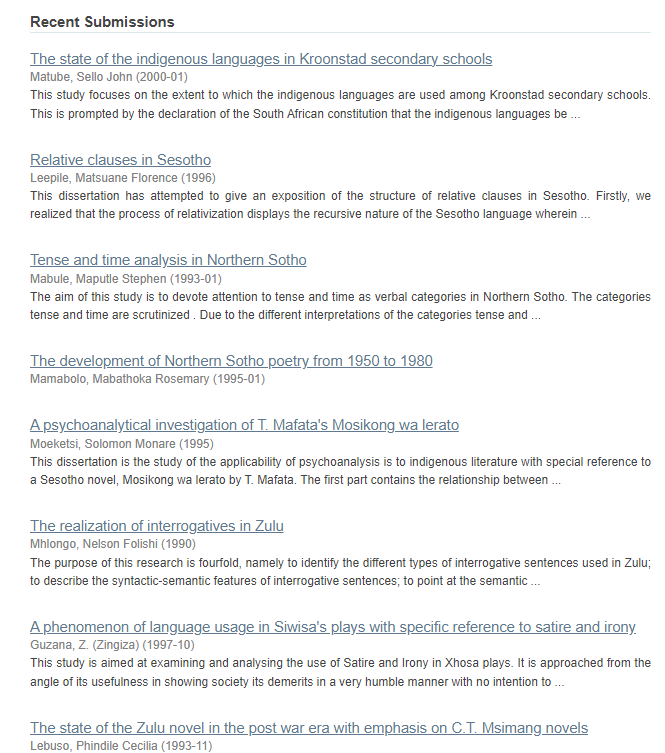 Recent Submissions
The state of the indigenous languages in Kroonstad secondary schools
Matube, Sello John (2000-01)
This study focuses on the extent to which the indigenous languages are used among Kroonstad secondary schools.
This is prompted by the declaration of the South African constitution that the indigenous languages be ...
Relative clauses in Sesotho
Leepile, Matsuane Florence (1996)
This dissertation has attempted to give an exposition of the structure of relative clauses in Sesotho. Firstly, we
realized that the process of relativization displays the recursive nature of the Sesotho language wherein ...
Tense and time analysis in Northern Sotho
Mabule, Maputle Stephen (1993-01)
The aim of this study is to devote attention to tense and time as verbal categories in Northern Sotho. The categories
tense and time are scrutinized . Due to the different interpretations of the categories tense and ...
The development of Northern Sotho poetry from 1950 to 1980
Mamabolo, Mabathoka Rosemary (1995-01)
A psychoanalytical investigation of T. Mafata's Mosikong wa lerato
Moeketsi, Solomon Monare (1995)
This dissertation is the study of the applicability of psychoanalysis is to indigenous literature with special reference to
a Sesotho novel, Mosikong wa lerato by T. Mafata. The first part contains the relationship between ...
The realization of interrogatives in Zulu
Mhlongo, Nelson Folishi (1990)
The purpose of this research is fourfold, namely to identify the different types of interrogative sentences used in Zulu;
to describe the syntactic-semantic features of interrogative sentences; to point at the semantic ...
A phenomenon of language usage in Siwisa's plays with specific reference to satire and irony
Guzana, Z. (Zingiza) (1997-10)
This study is aimed at examining and analysing the use of Satire and Irony in Xhosa plays. It is approached from the
angle of its usefulness in showing society its demerits in a very humble manner with no intention to ...
The state of the Zulu novel in the post war era with emphasis on C.T. Msimang novels
Lebuso, Phindile Cecilia (1993-11)